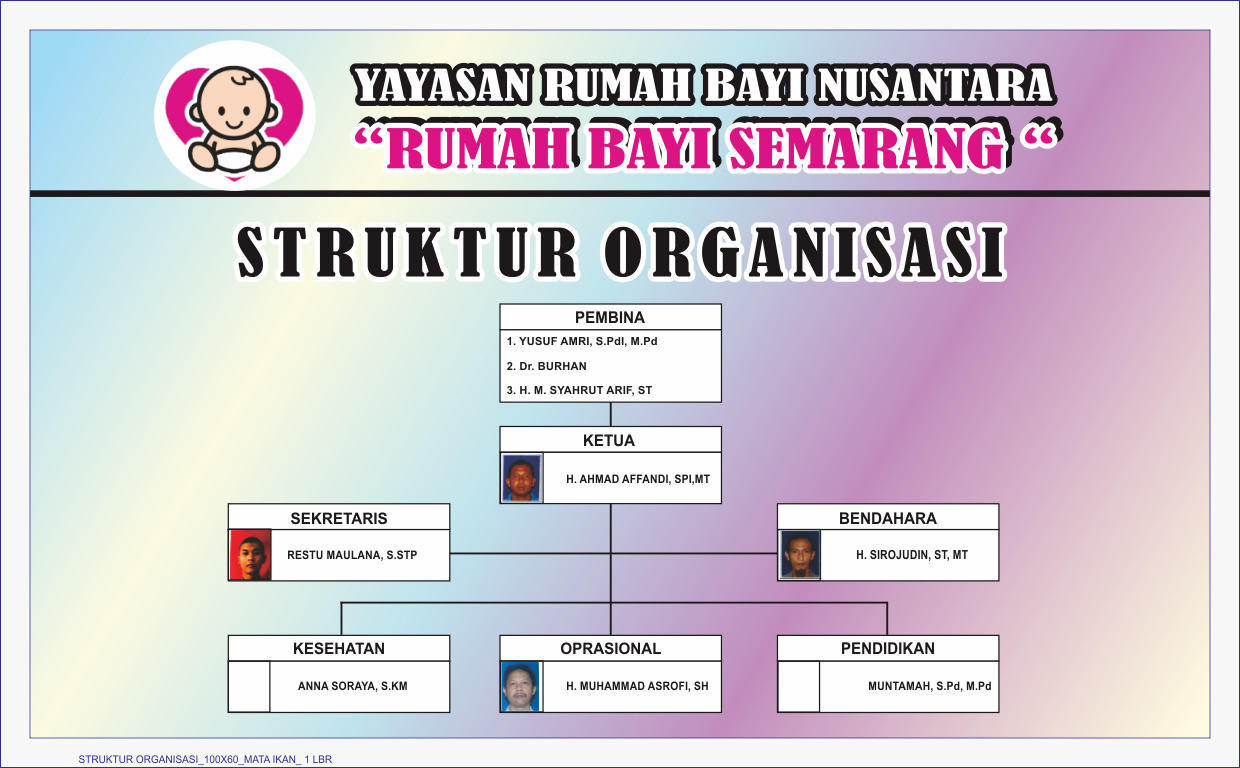 YAYASAN RUMAH BAYI NUSANTARA
“RUMAH BAYI SEMARANG “
STRUKTUR ORGANISASI
PEMBINA
1. YUSUF AMRI, S.PdI, M.Pd
2. Dr. BURHAN
3. H. M. SYAHRUT ARIF, ST
KETUA
H. AHMAD AFFANDI, SPI,MT
SEKRETARIS
RESTU MAULANA, S.STP
BENDAHARA
H. SIROJUDIN, ST, MT
KESEHATAN
ANNA SORAYA, S.KM
OPRASIONAL
H. MUHAMMAD ASROFI, SH
PENDIDIKAN
MUNTAMAH, S.Pd, M.Pd
STRUKTUR ORGANISASI_100X60_MATA IKAN_ 1 LBR